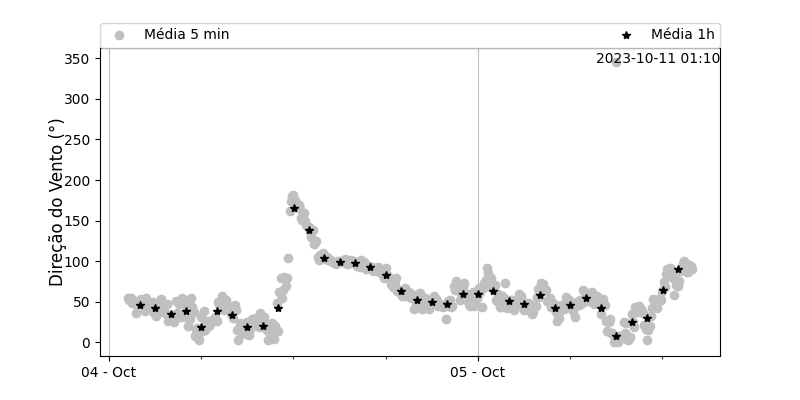 Média 5 min
Média 1h
2023-10-11 01:10
Direção do Vento (°)
350
300
250
200
150
100
50
0
04 - Oct
05 - Oct